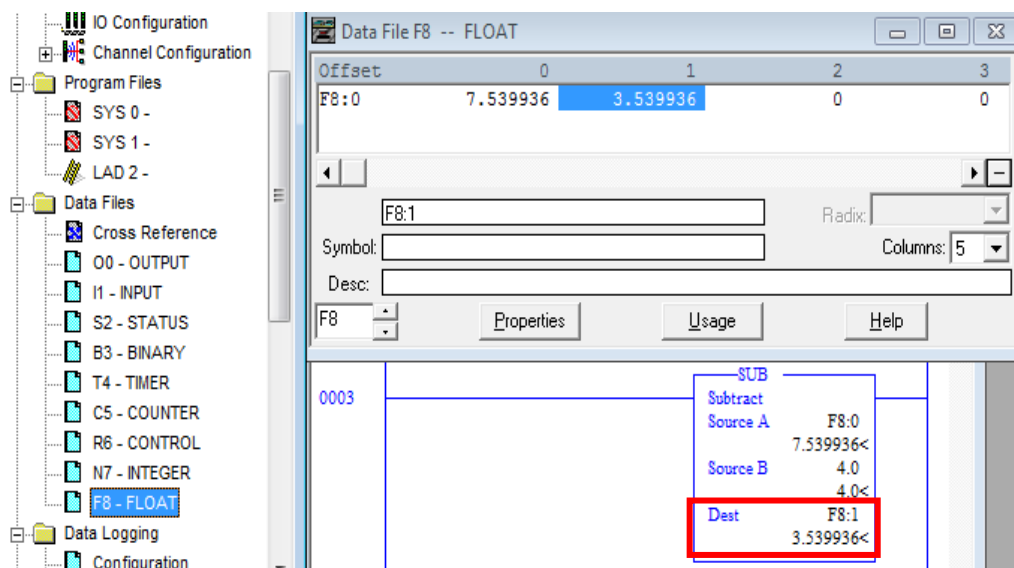 IO Configuration
Channel Configuration
Program Files
SYS 0 -
SYS 1 -
LAD 2 -
Data Files
Cross Reference
O0 - OUTPUT
I1 - INPUT
S2 - STATUS
B3 - BINARY
T4 - TIMER
C5 - COUNTER
R6 - CONTROL
N7 - INTEGER
F8 - FLOAT
Data Logging
Configuration
Data File F8 -- FLOAT
Offset 0 1 2 3
F8:0 7.539936 3.539936 0 0
F8:1
Radix:
Symbol:
Columns: 5
Desc:
F8 Properties Usage Help
SUB
0003 Subtract
Source A F8:0
7.539936<
Source B 4.0
4.0<
Dest F8:1
3.539936<